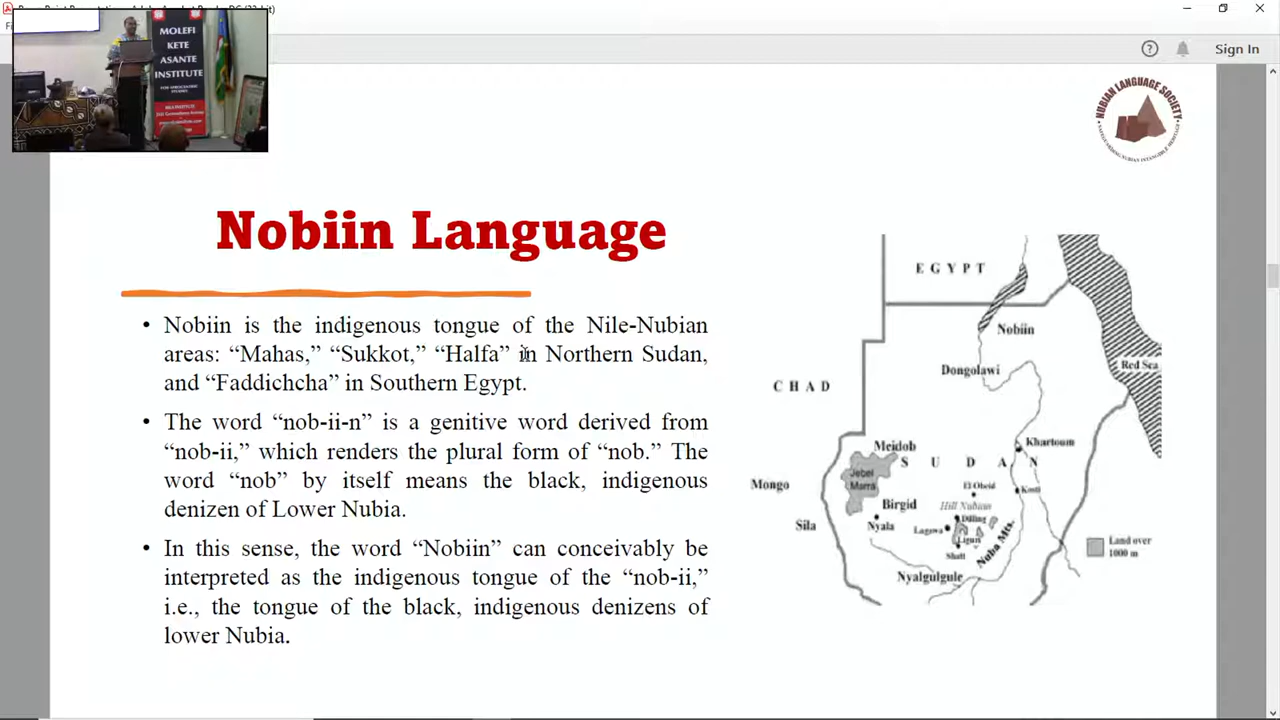 Sign In
MOLEFI
KETE
ASANTE
INSTITUTE
NUBIAN LANGUAGE SOCIETY
Nobiin Language
• Nobiin is the indigenous tongue of the Nile-Nubian
areas: “Mahas,” “Sukkot,” “Halfa” in Northern Sudan,
and “Faddichcha” in Southern Egypt.
• The word “nob-ii-n” is a genitive word derived from
“nob-ii,” which renders the plural form of “nob.” The
word “nob” by itself means the black, indigenous
denizen of Lower Nubia.
• In this sense, the word “Nobiin” can conceivably be
interpreted as the indigenous tongue of the “nob-ii,”
i.e., the tongue of the black, indigenous denizens of
lower Nubia.
EGYPT
Nobiin
Red Sea
Dongolawi
CHAD
Khartoum
Meidob
SUDAN
Jebel
Marra
Mongo
El Obeid
Kosti
Birgid
Hill Nubians
Sila
Nyala
Dilling
Lagowa
Nuba Mts.
Land over
1000 m
Nyalgulgule